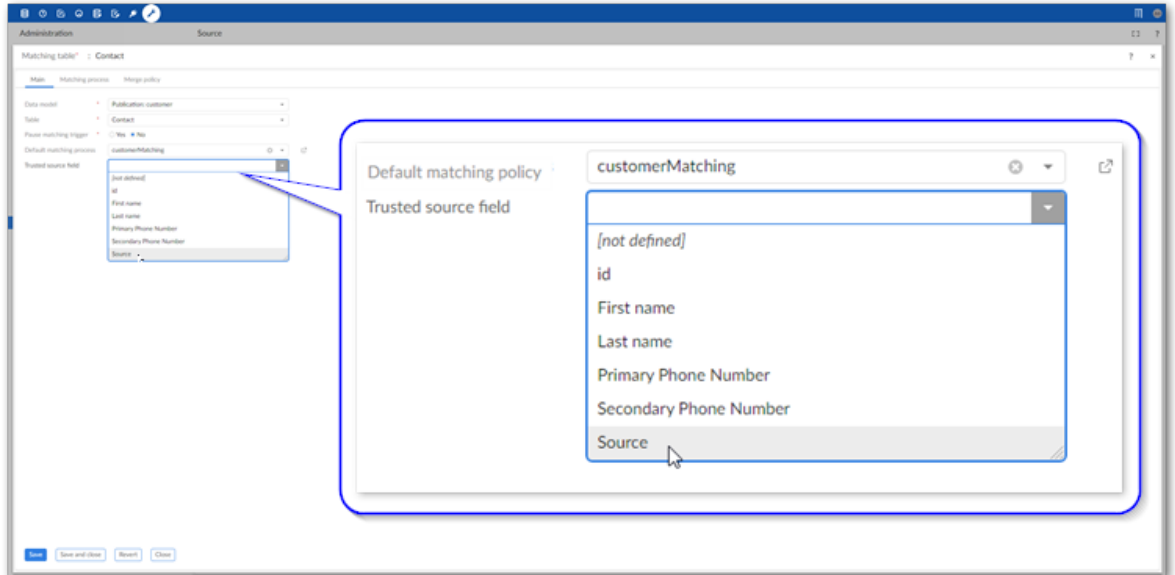 Administration Source
?
Matching table* : Contact
? ×
Main Matching process Merge policy
Data model * Publication: customer
Table * Contact
Pause matching trigger * Yes No
Default matching process customerMatching
Trusted source field
[not defined]
id
First name
Last name
Primary Phone Number
Secondary Phone Number
Source
Default matching policy customerMatching
Trusted source field
[not defined]
id
First name
Last name
Primary Phone Number
Secondary Phone Number
Source
Save Save and close Revert Close